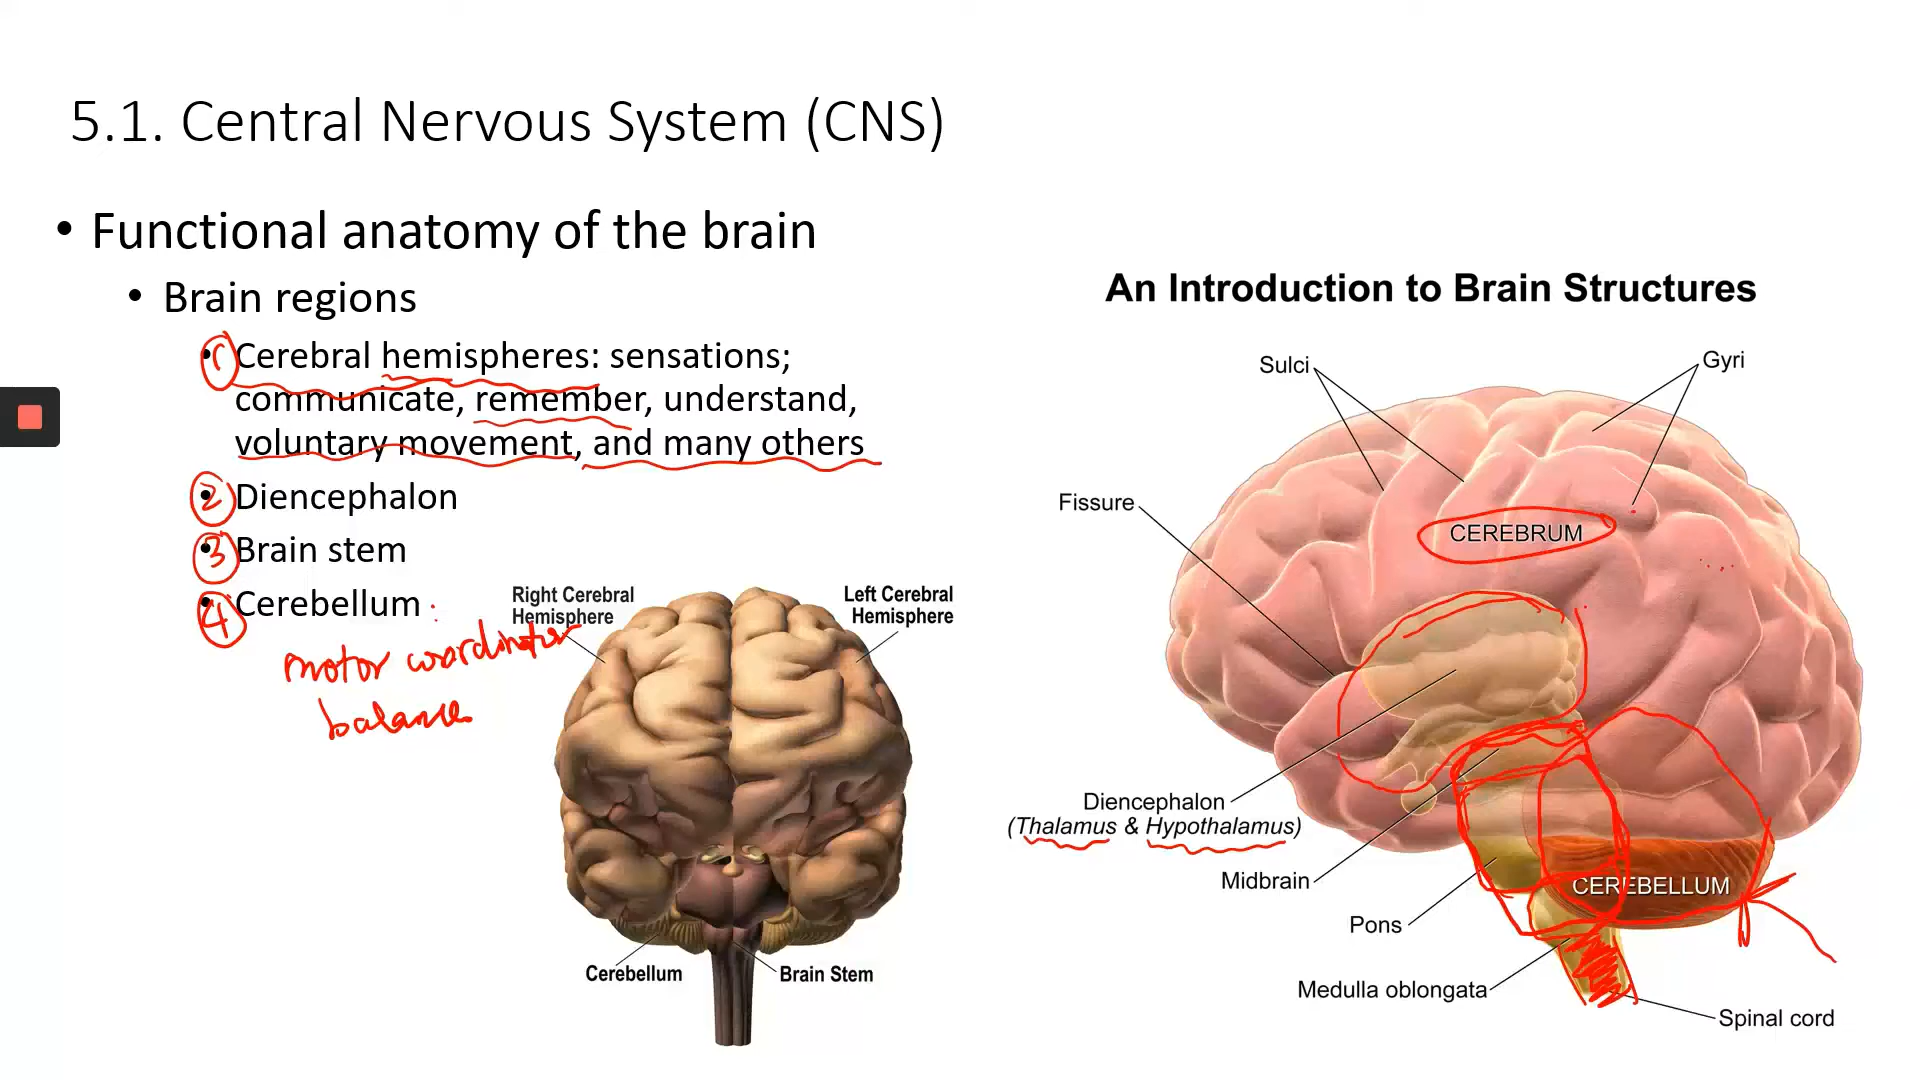 5.1. Central Nervous System (CNS)
• Functional anatomy of the brain
• Brain regions
1 • Cerebral hemispheres: sensations;
communicate, remember, understand,
voluntary movement, and many others
2 • Diencephalon
3 • Brain stem
4 • Cerebellum :
motor coordination
balance
Right Cerebral
Hemisphere
Left Cerebral
Hemisphere
Cerebellum
Brain Stem
An Introduction to Brain Structures
Sulci
Gyri
Fissure
CEREBRUM
Diencephalon
(Thalamus & Hypothalamus)
Midbrain
CEREBELLUM
Pons
Medulla oblongata
Spinal cord